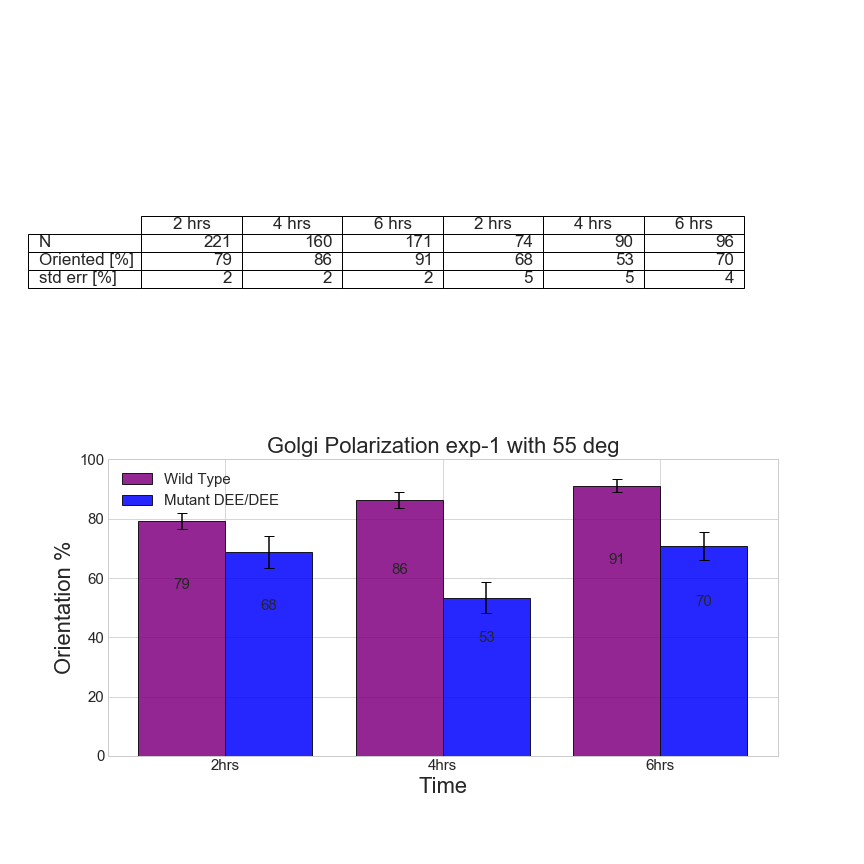 2 hrs 4 hrs 6 hrs 2 hrs 4 hrs 6 hrs
N 221 160 171 74 90 96
Oriented [%] 79 86 91 68 53 70
std err [%] 2 2 2 5 5 4
Golgi Polarization exp-1 with 55 deg
Wild Type
Mutant DEE/DEE
Orientation %
100
80
60
40
20
0
79
68
86
53
91
70
2hrs 4hrs 6hrs
Time